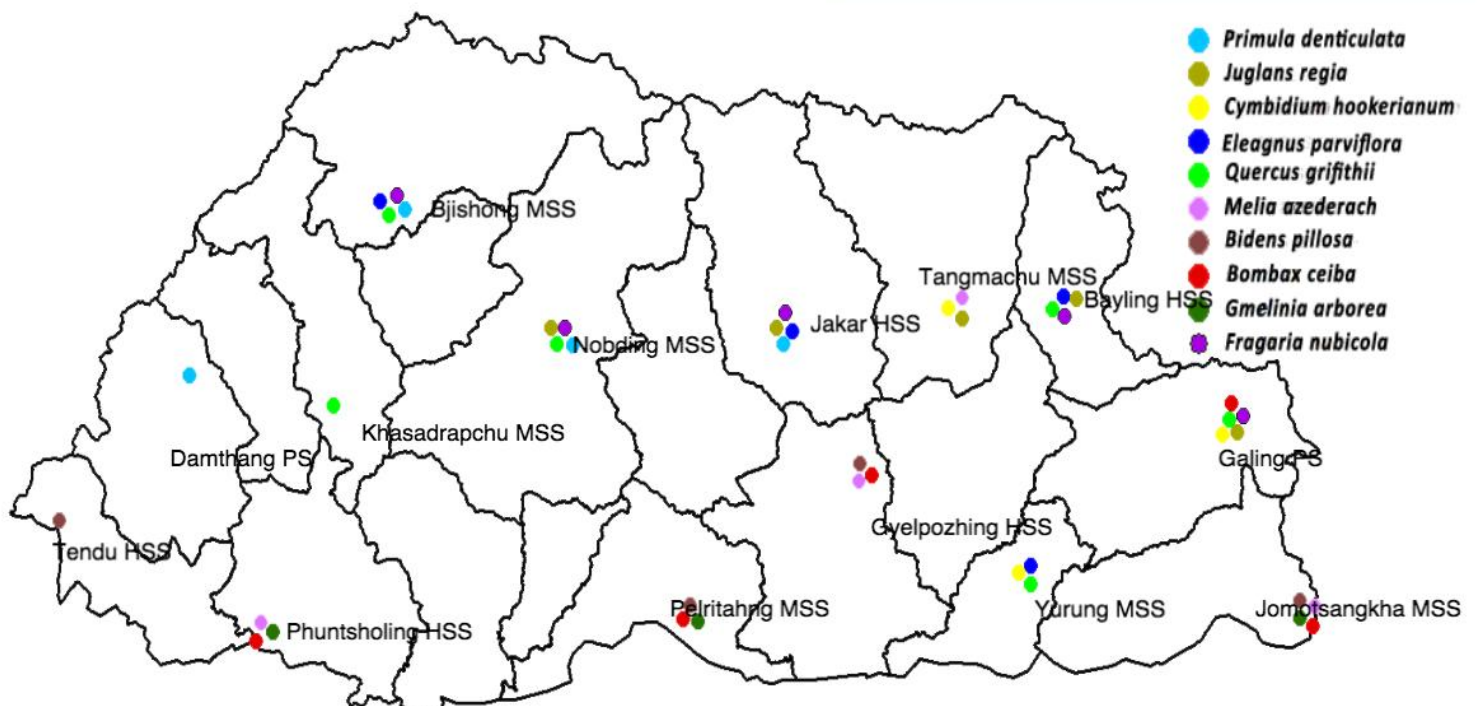 Primula denticulata
Juglans regia
Cymbidium hookerianum
Eleagnus parviflora
Quercus grifithii
Melia azederach
Bidens pillosa
Bombax ceiba
Gmelinia arborea
Fragaria nubicola
Bjishong MSS
Tangmachu MSS
Bayling HSS
Jakar HSS
Nobding MSS
Khasadrapchu MSS
Damthang PS
Galing PS
Gyelpozhing HSS
Tendu HSS
Pelritahng MSS
Yurung MSS
Jomotsangkha MSS
Phuntsholing HSS